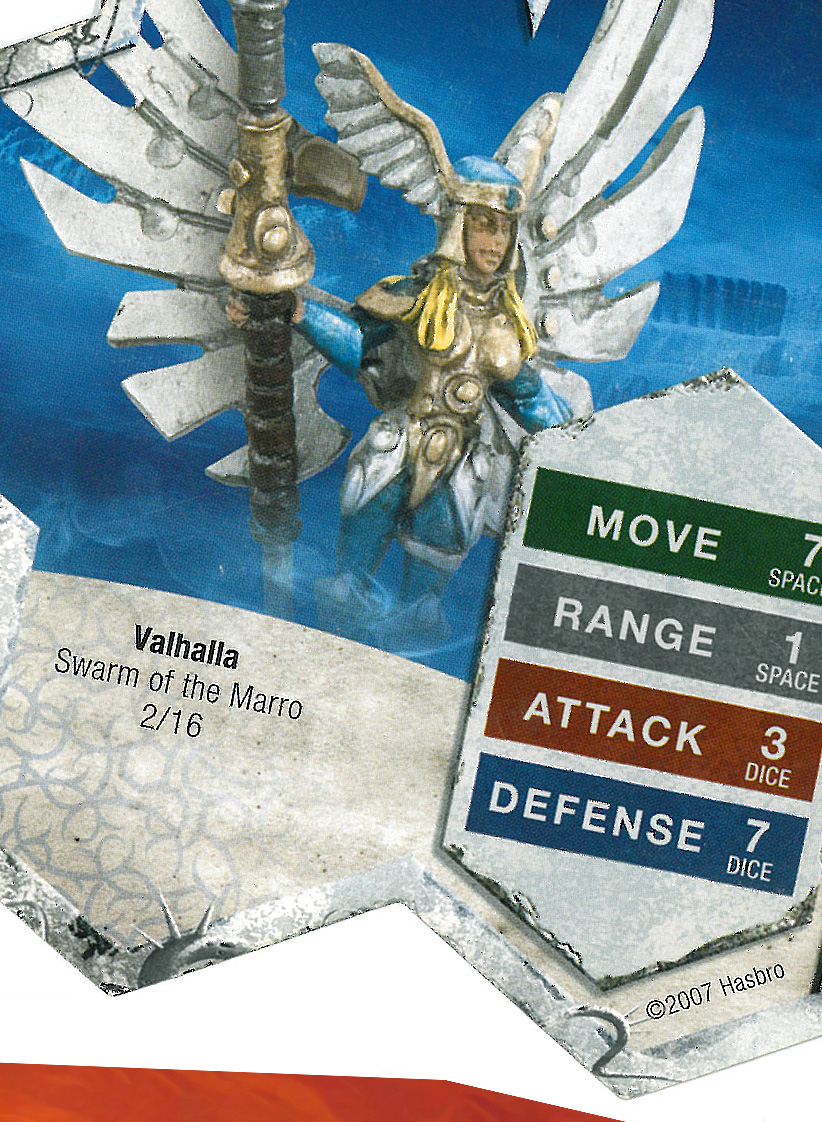 Valhalla
Swarm of the Marro
2/16
MOVE 7
SPAC
RANGE 1
SPACE
ATTACK 3
DICE
DEFENSE 7
DICE
©2007 Hasbro